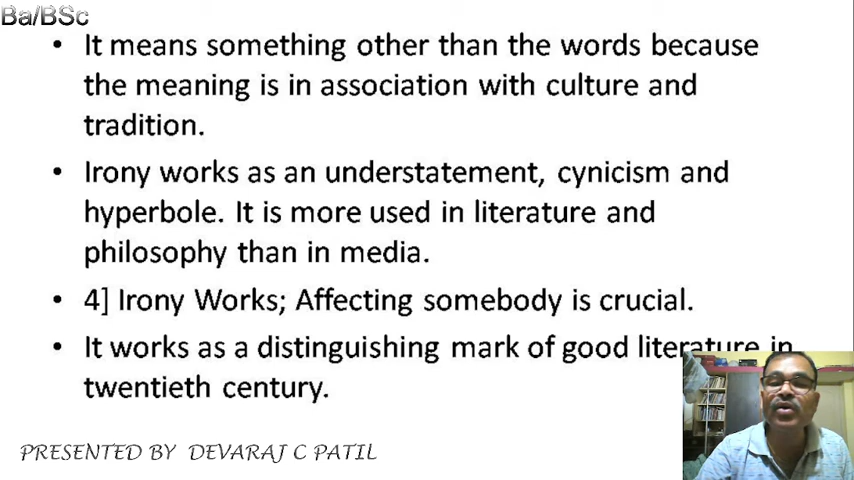 Ba/BSc
• It means something other than the words because
the meaning is in association with culture and
tradition.
• Irony works as an understatement, cynicism and
hyperbole. It is more used in literature and
philosophy than in media.
• 4] Irony Works; Affecting somebody is crucial.
• It works as a distinguishing mark of good literature in
twentieth century.
PRESENTED BY DEVARAJ C PATIL